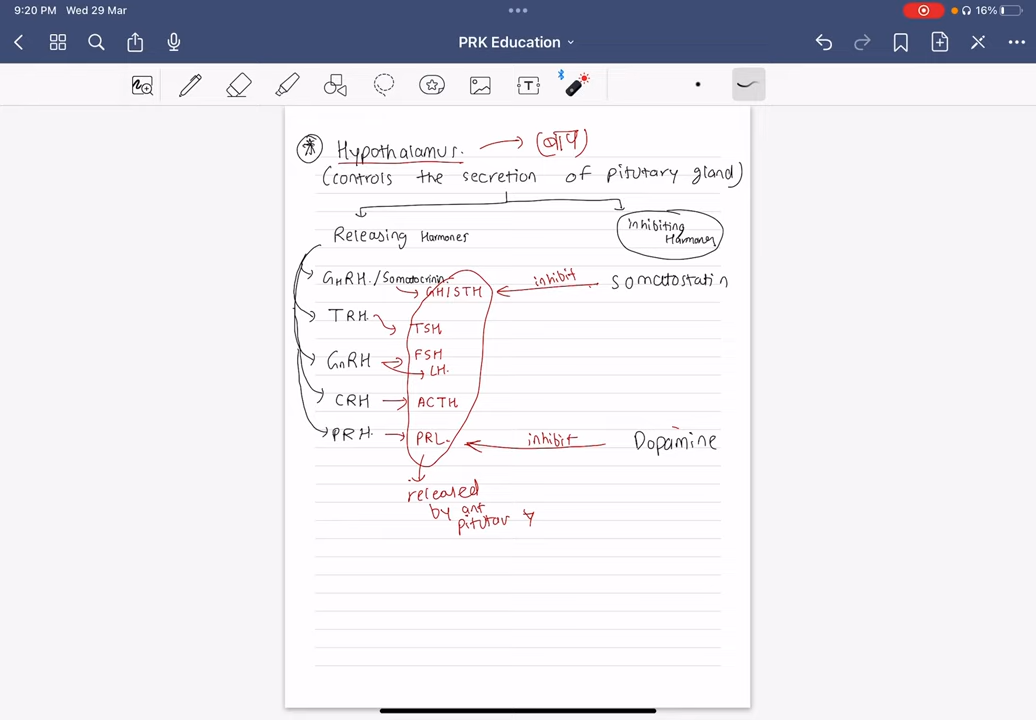 9:20 PM Wed 29 Mar
16%
PRK Education
Hypothalamus. → (बाप)
(controls the secretion of pitutary gland)
Releasing Harmones
Inhibiting
Harmones
GHRH./Somatocrinin
GH/STH
inhibit
Somatostatin
TRH.
TSH
GnRH
FSH
LH.
CRH
ACTH
PRH.
PRL.
inhibit
Dopamine
released
by ant
pitutar y